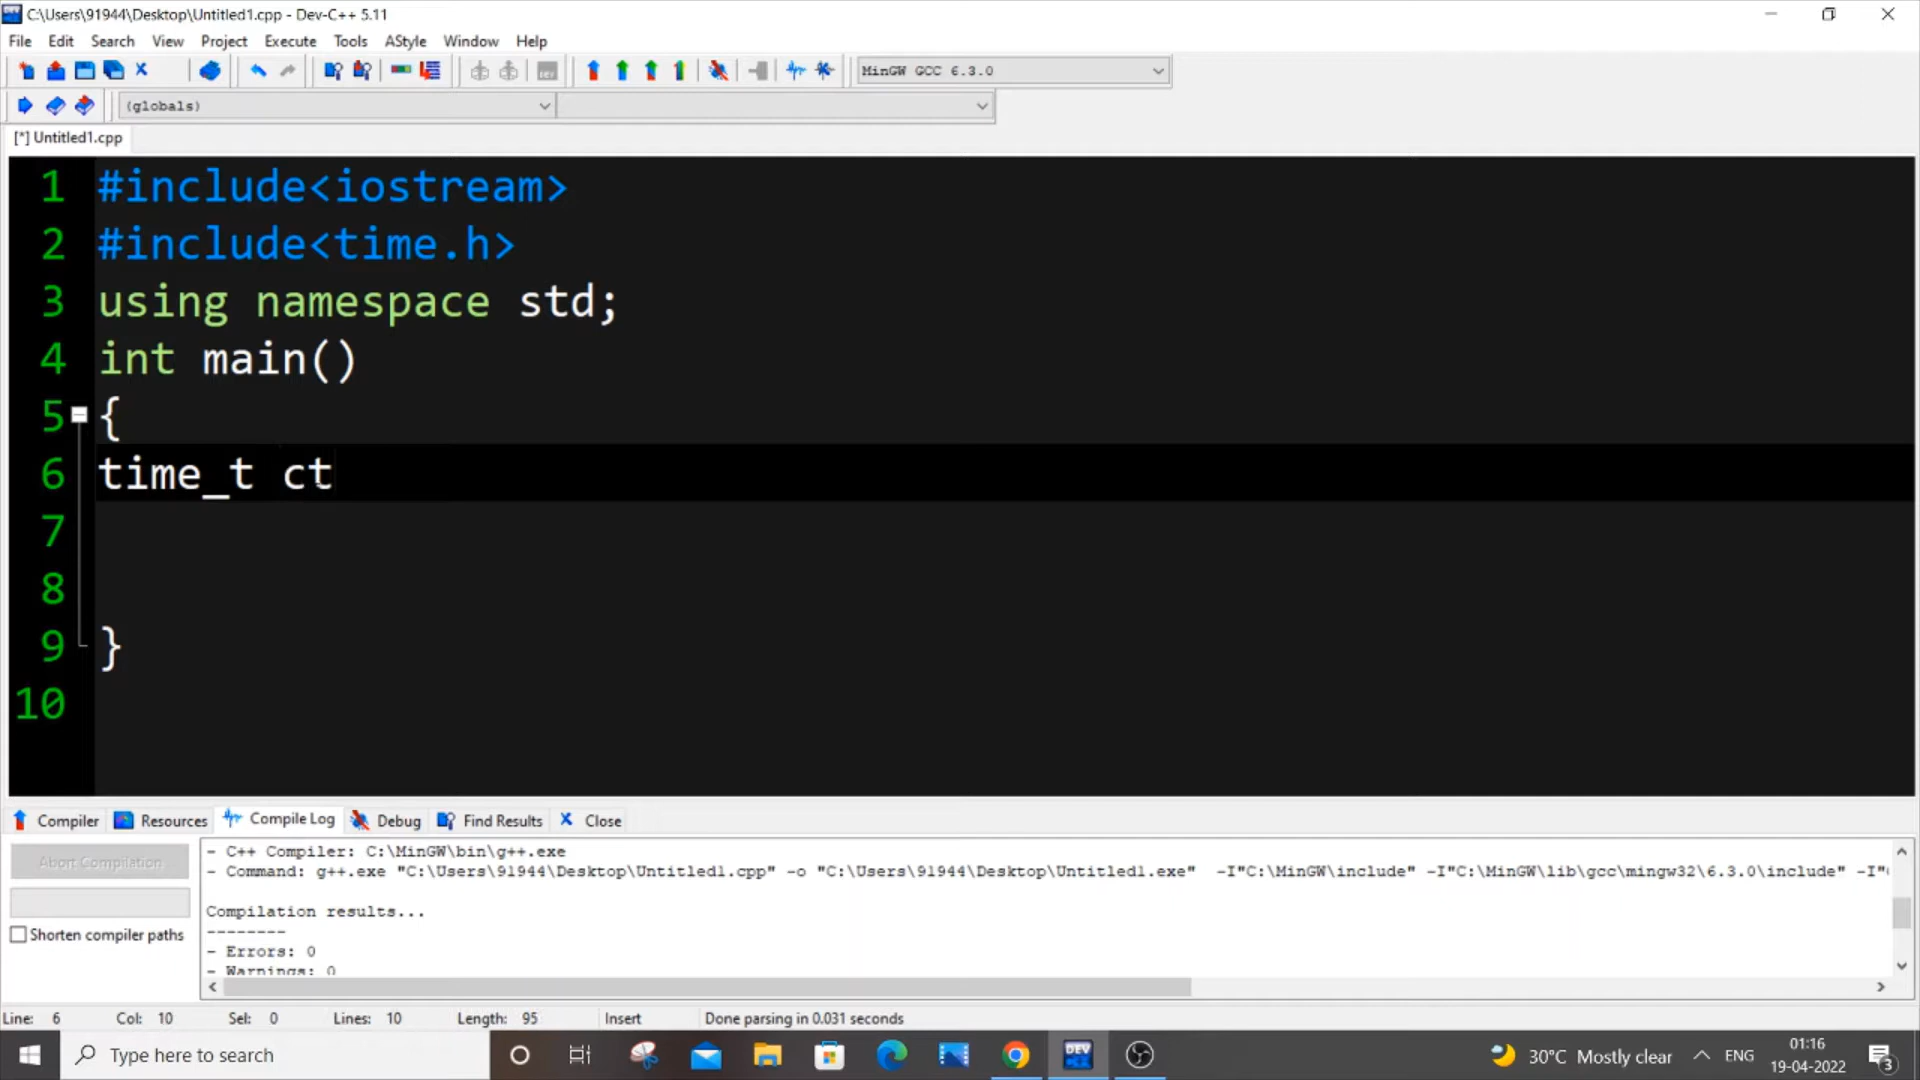 C:\Users\91944\Desktop\Untitled1.cpp - Dev-C++ 5.11
File Edit Search View Project Execute Tools AStyle Window Help
MinGW GCC 6.3.0
(globals)
[*] Untitled1.cpp
1 #include<iostream>
2 #include<time.h>
3 using namespace std;
4 int main()
5 {
6 time_t ct
7
8
9 }
10
Compiler Resources Compile Log Debug Find Results Close
Abort Compilation
Shorten compiler paths
- C++ Compiler: C:\MinGW\bin\g++.exe
- Command: g++.exe "C:\Users\91944\Desktop\Untitled1.cpp" -o "C:\Users\91944\Desktop\Untitled1.exe" -I"C:\MinGW\include" -I"C:\MinGW\lib\gcc\mingw32\6.3.0\include" -I"
Compilation results...
--------
- Errors: 0
- Warnings: 0
Line: 6 Col: 10 Sel: 0 Lines: 10 Length: 95 Insert Done parsing in 0.031 seconds
Type here to search
DEV
30°C Mostly clear
ENG
01:16
19-04-2022
3